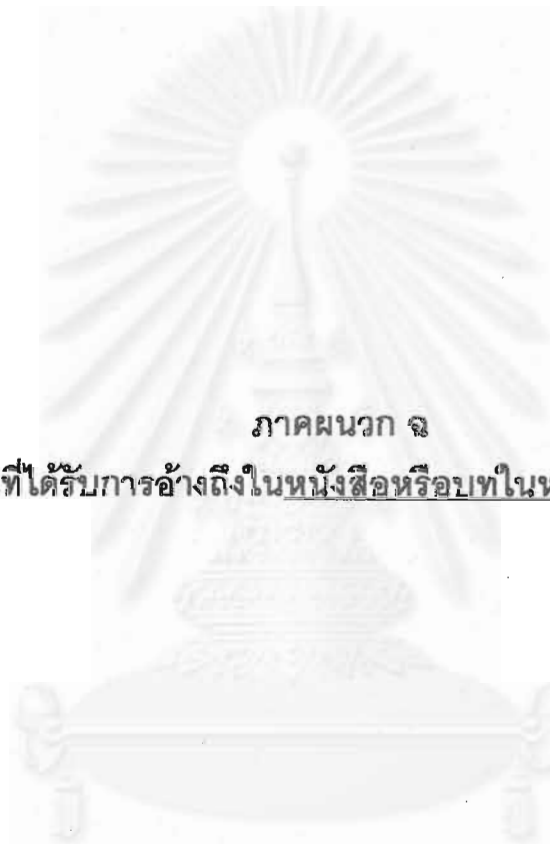 ภาคผนวก ฉ
ที่ได้รับการอ้างถึงในหนังสือหรือบทในห